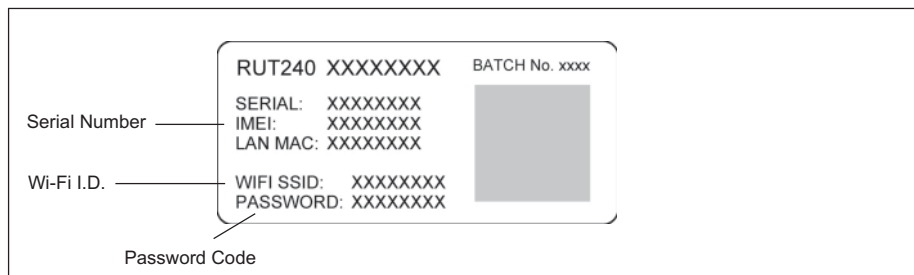 RUT240 XXXXXXXX
BATCH No. xxxx
SERIAL: XXXXXXXX
Serial Number
IMEI: XXXXXXXX
LAN MAC: XXXXXXXX
Wi-Fi I.D.
WIFI SSID: XXXXXXXX
PASSWORD: XXXXXXXX
Password Code